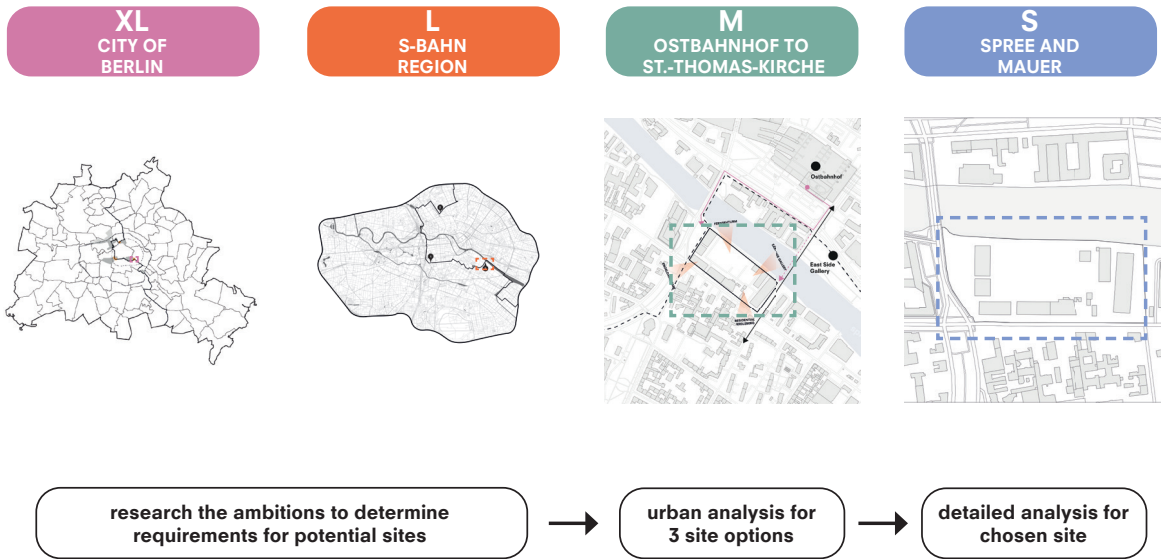 XL
CITY OF
BERLIN
L
S-BAHN
REGION
M
OSTBAHNHOF TO
ST.-THOMAS-KIRCHE
S
SPREE AND
MAUER
Ostbahnhof
East Side
Gallery
research the ambitions to determine
requirements for potential sites
urban analysis for
3 site options
detailed analysis for
chosen site